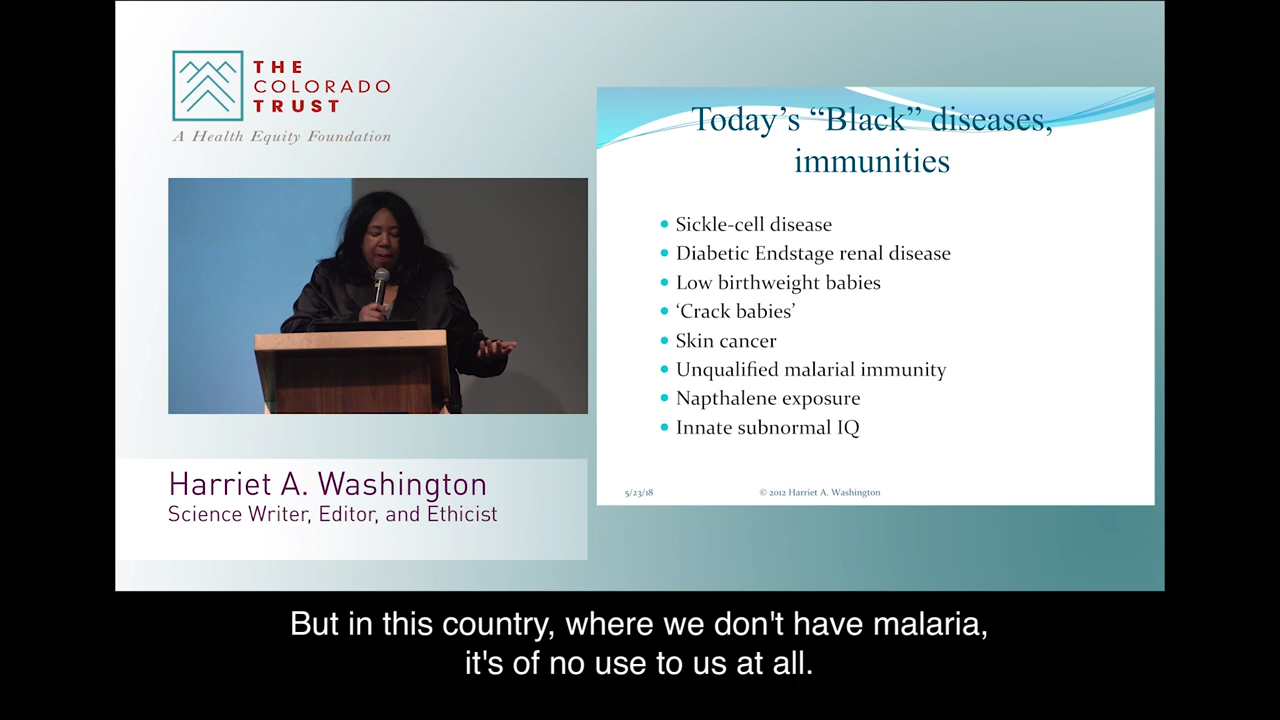 THE
COLORADO
TRUST
A Health Equity Foundation
Today's “Black” diseases,
immunities
Sickle-cell disease
Diabetic Endstage renal disease
Low birthweight babies
‘Crack babies’
Skin cancer
Unqualified malarial immunity
Napthalene exposure
Innate subnormal IQ
5/23/18
© 2012 Harriet A. Washington
Harriet A. Washington
Science Writer, Editor, and Ethicist
But in this country, where we don't have malaria,
it's of no use to us at all.